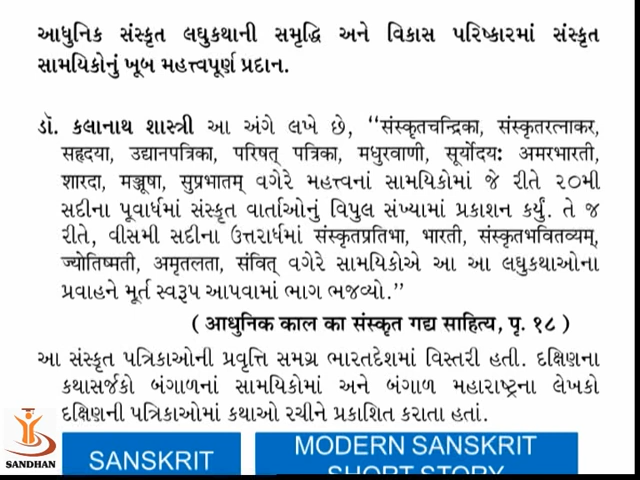 આધુનિક સંસ્કૃત લઘુકથાની સમૃદ્ધિ અને વિકાસ પરિષ્કારમાં સંસ્કૃત
સામયિકોનું ખૂબ મહત્ત્વપૂર્ણ પ્રદાન.
ડૉ. કલાનાથ શાસ્ત્રી આ અંગે લખે છે, “संस्कृतचन्द्रिका, संस्कृतरत्नाकर,
सहृदया, उद्यानपत्रिका, परिषत् पत्रिका, मधुरवाणी, सूर्योदयः अमरभारती,
शारदा, मञ्जूषा, सुप्रभातम् વગેરે મહત્ત્વનાં સામયિકોમાં જે રીતે ૨૦મી
સદીના પૂવાર્ધમાં સંસ્કૃત વાર્તાઓનું વિપુલ સંખ્યામાં પ્રકાશન કર્યું. તે જ
રીતે, વીસમી સદીના ઉત્તરાર્ધમાં संस्कृतप्रतिभा, भारती, संस्कृतभवितव्यम्,
ज्योतिष्मती, अमृतलता, संवित् વગેરે સામયિકોએ આ આ લઘુકથાઓના
પ્રવાહને મૂર્ત સ્વરૂપ આપવામાં ભાગ ભજવ્યો.”
( आधुनिक काल का संस्कृत गद्य साहित्य, पृ. १८ )
આ સંસ્કૃત પત્રિકાઓની પ્રવૃત્તિ સમગ્ર ભારતદેશમાં વિસ્તરી હતી. દક્ષિણના
કથાસર્જકો બંગાળનાં સામયિકોમાં અને બંગાળ મહારાષ્ટ્રના લેખકો
દક્ષિણની પત્રિકાઓમાં કથાઓ રચીને પ્રકાશિત કરાતા હતાં.
SANDHAN
SANSKRIT
MODERN SANSKRIT
SHORT STORY